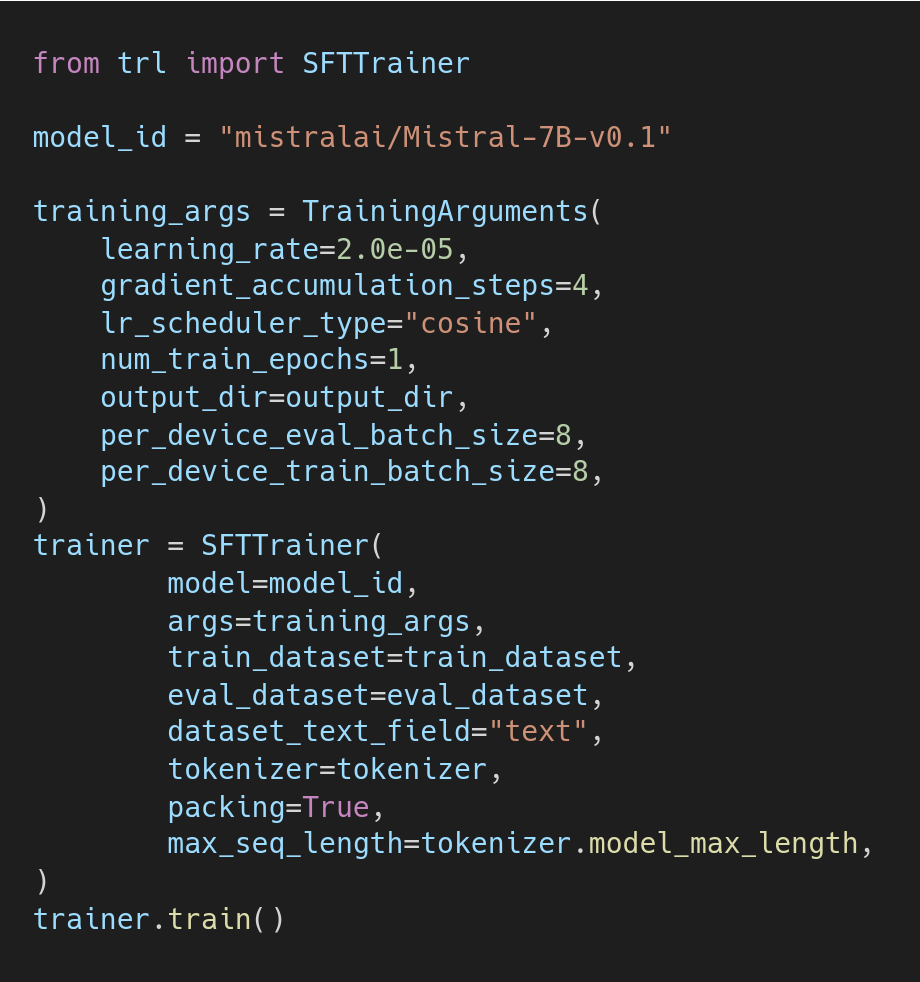 from trl import SFTTrainer

model_id = "mistralai/Mistral-7B-v0.1"

training_args = TrainingArguments(
    learning_rate=2.0e-05,
    gradient_accumulation_steps=4,
    lr_scheduler_type="cosine",
    num_train_epochs=1,
    output_dir=output_dir,
    per_device_eval_batch_size=8,
    per_device_train_batch_size=8,
)
trainer = SFTTrainer(
        model=model_id,
        args=training_args,
        train_dataset=train_dataset,
        eval_dataset=eval_dataset,
        dataset_text_field="text",
        tokenizer=tokenizer,
        packing=True,
        max_seq_length=tokenizer.model_max_length,
)
trainer.train()